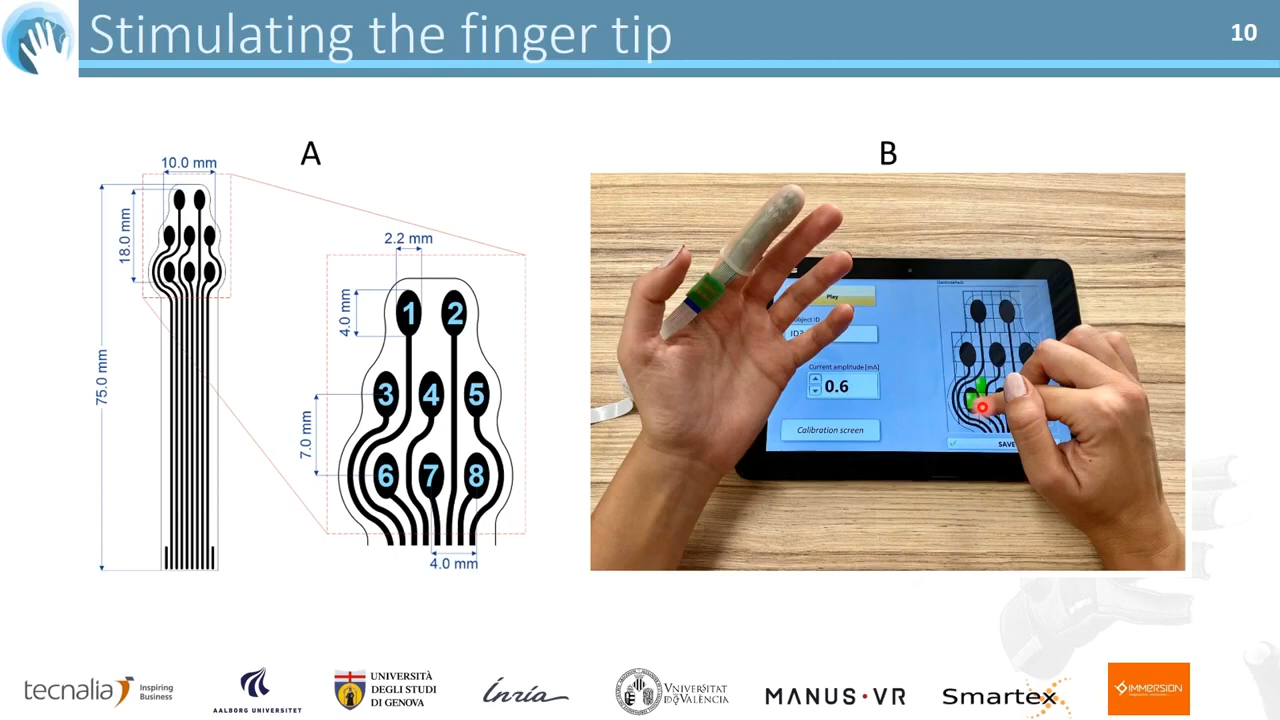 Stimulating the finger tip
10
A
B
10.0 mm
18.0 mm
75.0 mm
2.2 mm
4.0 mm
7.0 mm
4.0 mm
1 2
3 4 5
6 7 8
Play
Current amplitude [mA]
0.6
Calibration screen
SAVE
tecnalia Inspiring Business
AALBORG UNIVERSITET
UNIVERSITÀ
DEGLI STUDI
DI GENOVA
Inria
VNIVERSITAT
DE VALÈNCIA
MANUS·VR
Smartex
IMMERSION